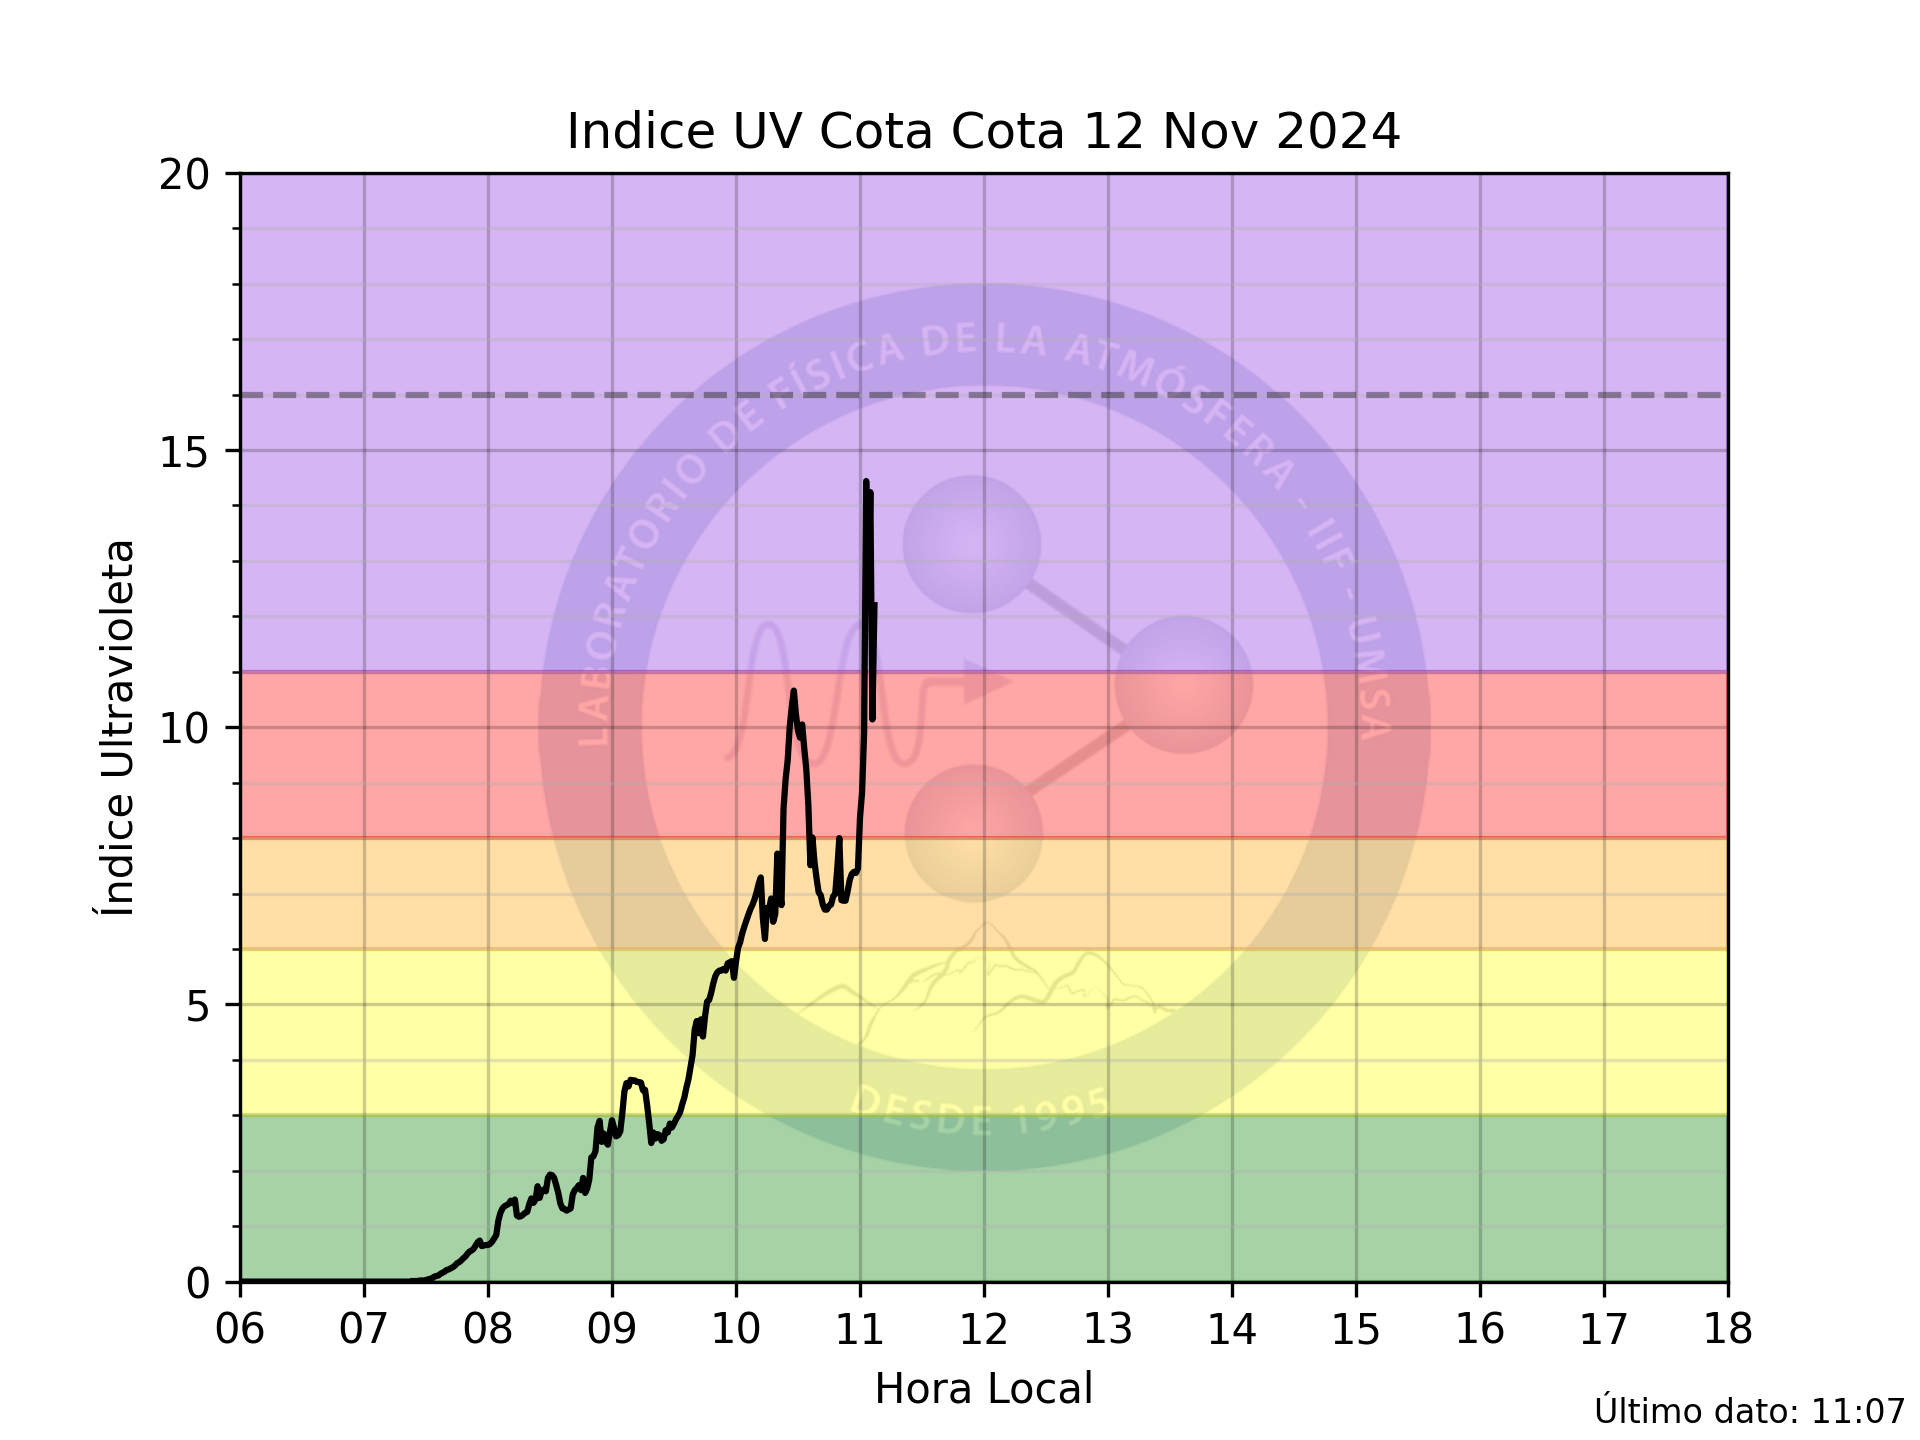 Indice UV Cota Cota 12 Nov 2024
20
15
10
5
0
Índice Ultravioleta
LABORATORIO DE FÍSICA DE LA ATMÓSFERA - IIF - UMSA
DESDE 1995
06 07 08 09 10 11 12 13 14 15 16 17 18
Hora Local
Último dato: 11:07